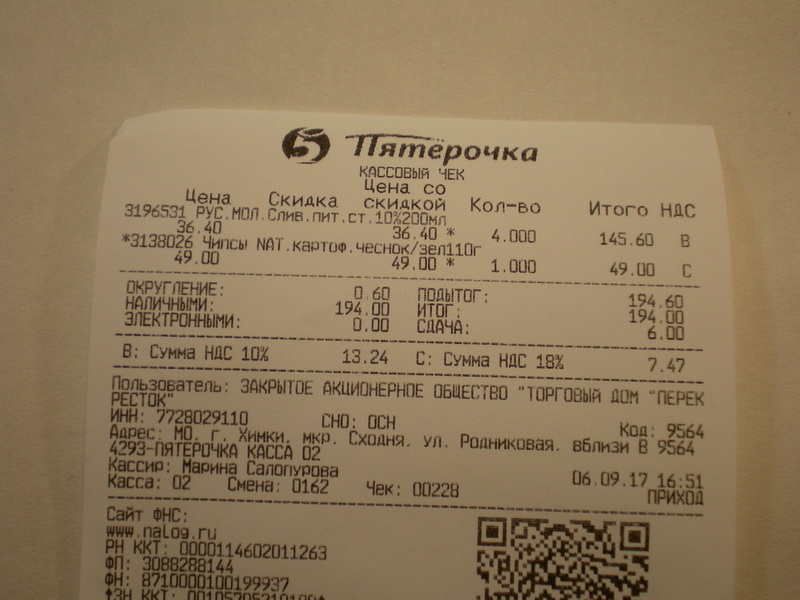 5 Пятёрочка
КАССОВЫЙ ЧЕК
Цена Скидка Цена со скидкой Кол-во Итого НДС
3196531 РУС.МОЛ.Слив.пит.ст.10%200мл
36.40 36.40 * 4.000 145.60 В
*3138026 Чипсы NAT.картоф.чеснок/зел110г
49.00 49.00 * 1.000 49.00 С
ОКРУГЛЕНИЕ: 0.60 ПОДЫТОГ: 194.60
НАЛИЧНЫМИ: 194.00 ИТОГ: 194.00
ЭЛЕКТРОННЫМИ: 0.00 СДАЧА: 6.00
В: Сумма НДС 10% 13.24 С: Сумма НДС 18% 7.47
Пользователь: ЗАКРЫТОЕ АКЦИОНЕРНОЕ ОБЩЕСТВО "ТОРГОВЫЙ ДОМ "ПЕРЕК
РЕСТОК"
ИНН: 7728029110 СНО: ОСН Код: 9564
Адрес: МО, г. Химки, мкр. Сходня, ул. Родниковая, вблизи В 9564
4293-ПЯТЕРОЧКА КАССА 02
Кассир: Марина Салопурова 06.09.17 16:51
Касса: 02 Смена: 0162 Чек: 00228 ПРИХОД
Сайт ФНС:
www.nalog.ru
РН ККТ: 0000114602011263
ФП: 3088288144
ФН: 8710000100199937